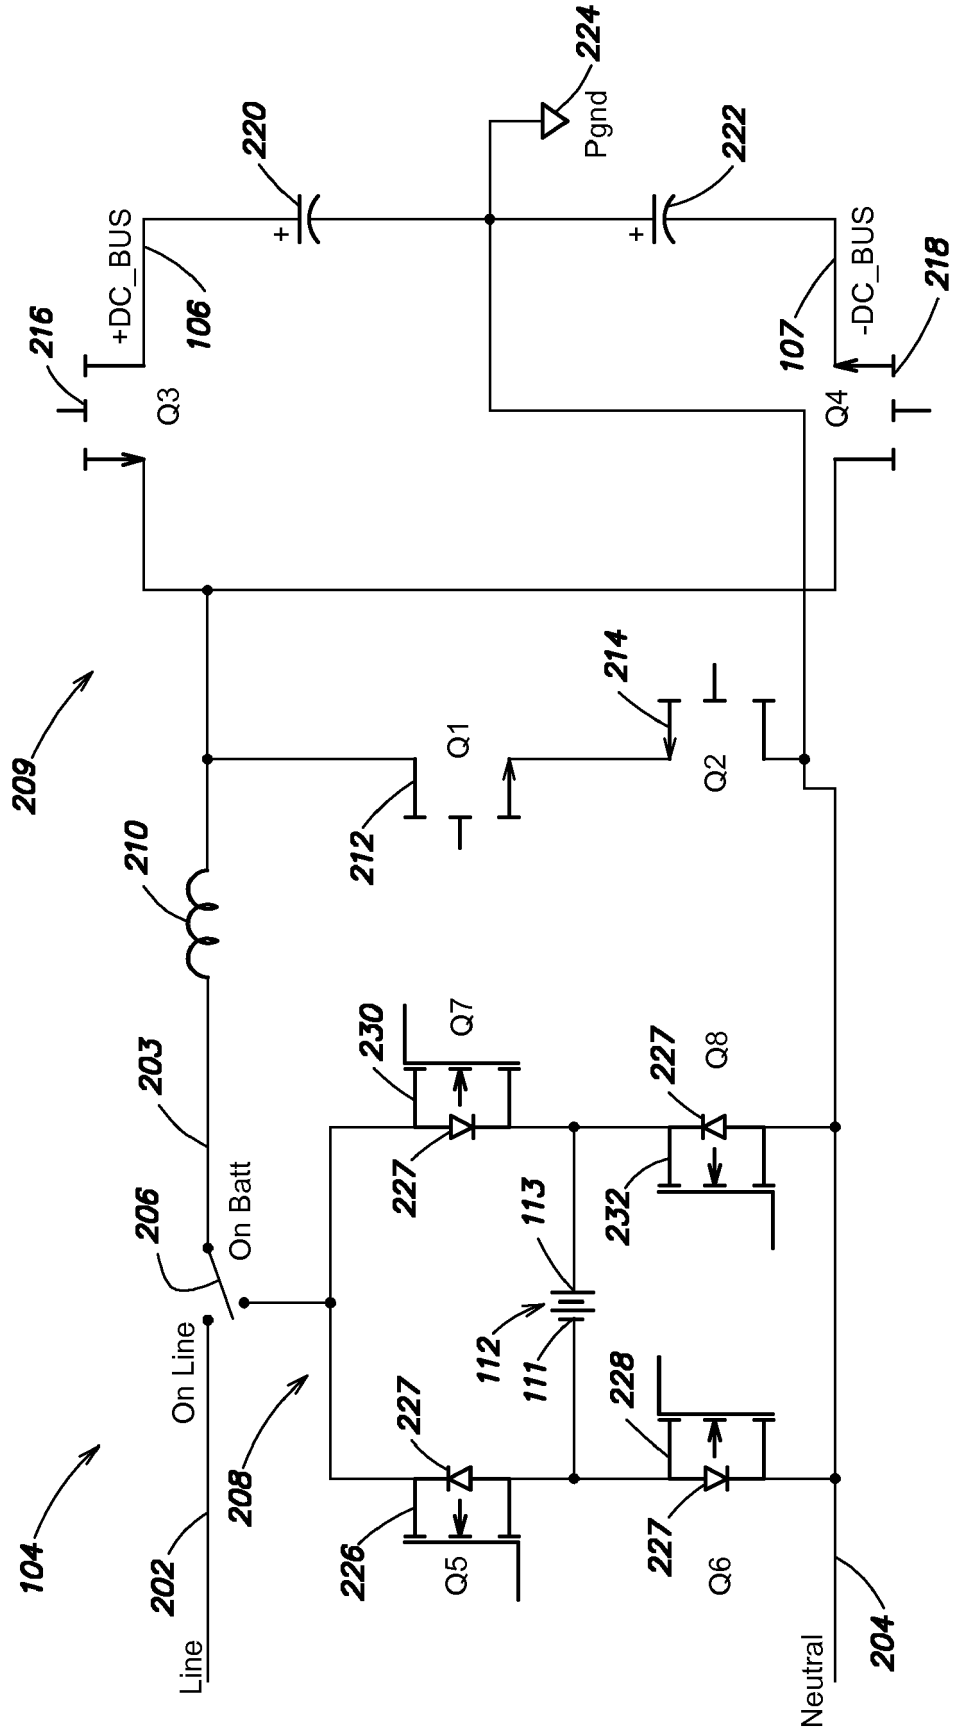 104
209
216
+DC_BUS
106
Q3
220
+
224
Pgnd
222
+
107
-DC_BUS
218
Q4
Line
202
On Line
206
On Batt
203
210
208
212
Q1
214
Q2
226
Q5
227
230
Q7
227
112
111
113
228
227
Q6
232
227
Q8
Neutral
204